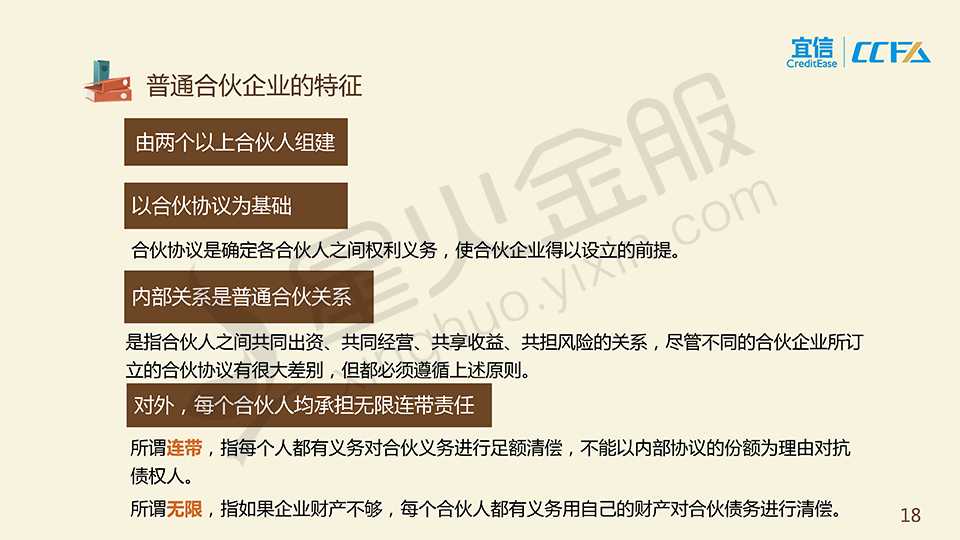 宜信 CCFA
CreditEase
普通合伙企业的特征
由两个以上合伙人组建
以合伙协议为基础
合伙协议是确定各合伙人之间权利义务，使合伙企业得以设立的前提。
内部关系是普通合伙关系
是指合伙人之间共同出资、共同经营、共享收益、共担风险的关系，尽管不同的合伙企业所订
立的合伙协议有很大差别，但都必须遵循上述原则。
对外，每个合伙人均承担无限连带责任
所谓连带，指每个人都有义务对合伙义务进行足额清偿，不能以内部协议的份额为理由对抗
债权人。
所谓无限，指如果企业财产不够，每个合伙人都有义务用自己的财产对合伙债务进行清偿。
18
星火金服
xinghuo.yixin.com